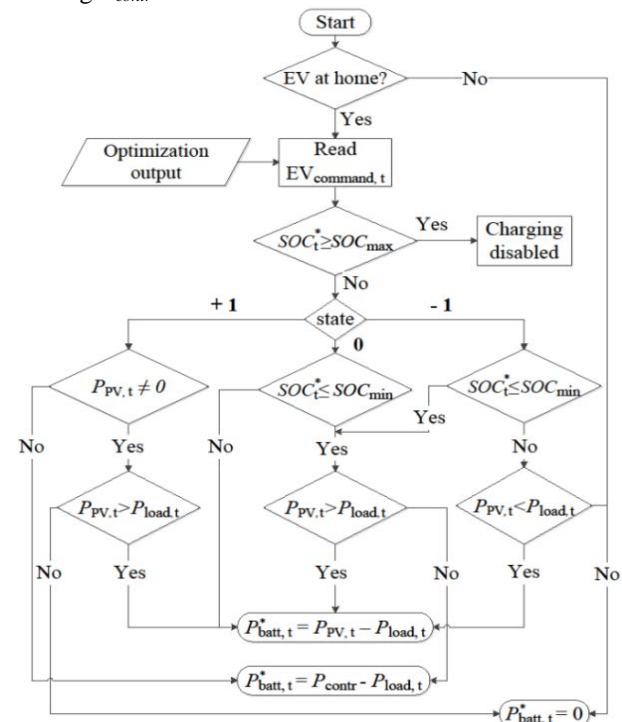 Start
EV at home?
No
Yes
Optimization
output
Read
EVcommand, t
SOC*t≥SOCmax
Yes
Charging
disabled
No
+ 1
state
- 1
0
PPV, t ≠ 0
SOC*t≤ SOCmin
SOC*t≤SOCmin
Yes
No
Yes
No
Yes
No
PPV,t>Pload,t
PPV,t>Pload,t
PPV,t<Pload,t
No
Yes
Yes
No
Yes
No
P*batt, t = PPV, t – Pload, t
P*batt, t = Pcontr - Pload, t
P*batt, t = 0